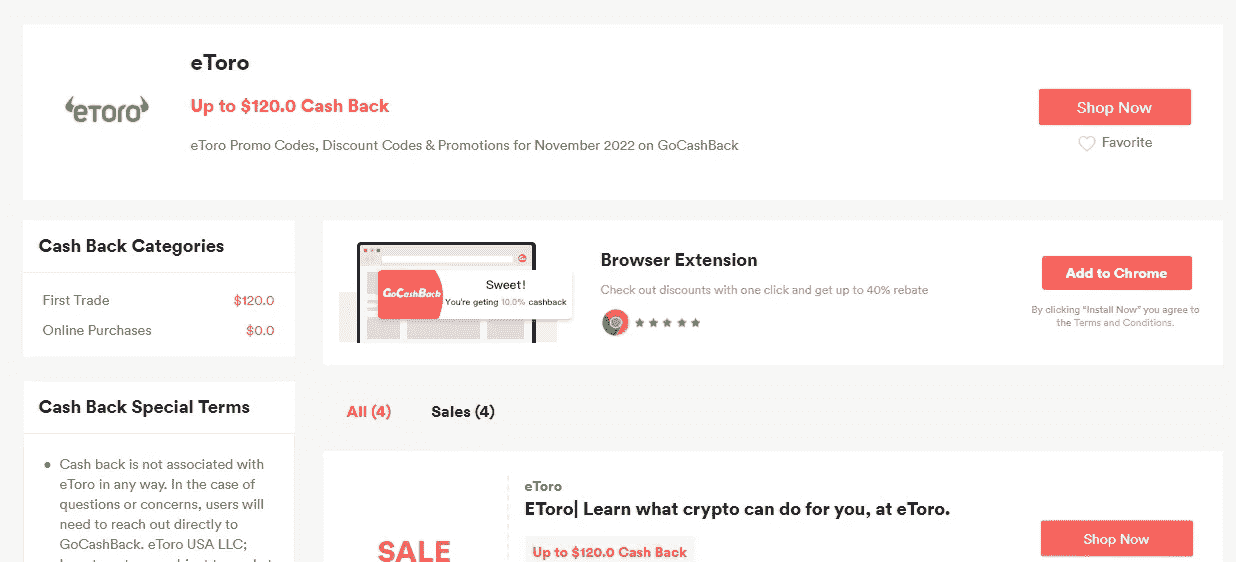 eToro
eToro
Up to $120.0 Cash Back
eToro Promo Codes, Discount Codes & Promotions for November 2022 on GoCashBack
Shop Now
Favorite
Cash Back Categories
First Trade $120.0
Online Purchases $0.0
Cash Back Special Terms
Cash back is not associated with
eToro in any way. In the case of
questions or concerns, users will
need to reach out directly to
GoCashBack. eToro USA LLC;
GoCashBack
Sweet!
You're geting 10.0% cashback
Browser Extension
Check out discounts with one click and get up to 40% rebate
Add to Chrome
By clicking “Install Now” you agree to
the Terms and Conditions.
All (4) Sales (4)
SALE
eToro
EToro| Learn what crypto can do for you, at eToro.
Up to $120.0 Cash Back
Shop Now